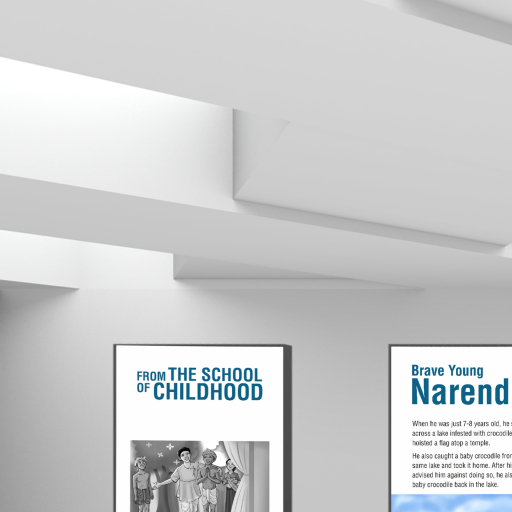 FROM THE SCHOOL
OF CHILDHOOD
Brave Young
Narend
When he was just 7-8 years old, he s
across a lake infested with crocodile
hoisted a flag atop a temple.
He also caught a baby crocodile from
same lake and took it home. After hi
advised him against doing so, he als
baby crocodile back in the lake.